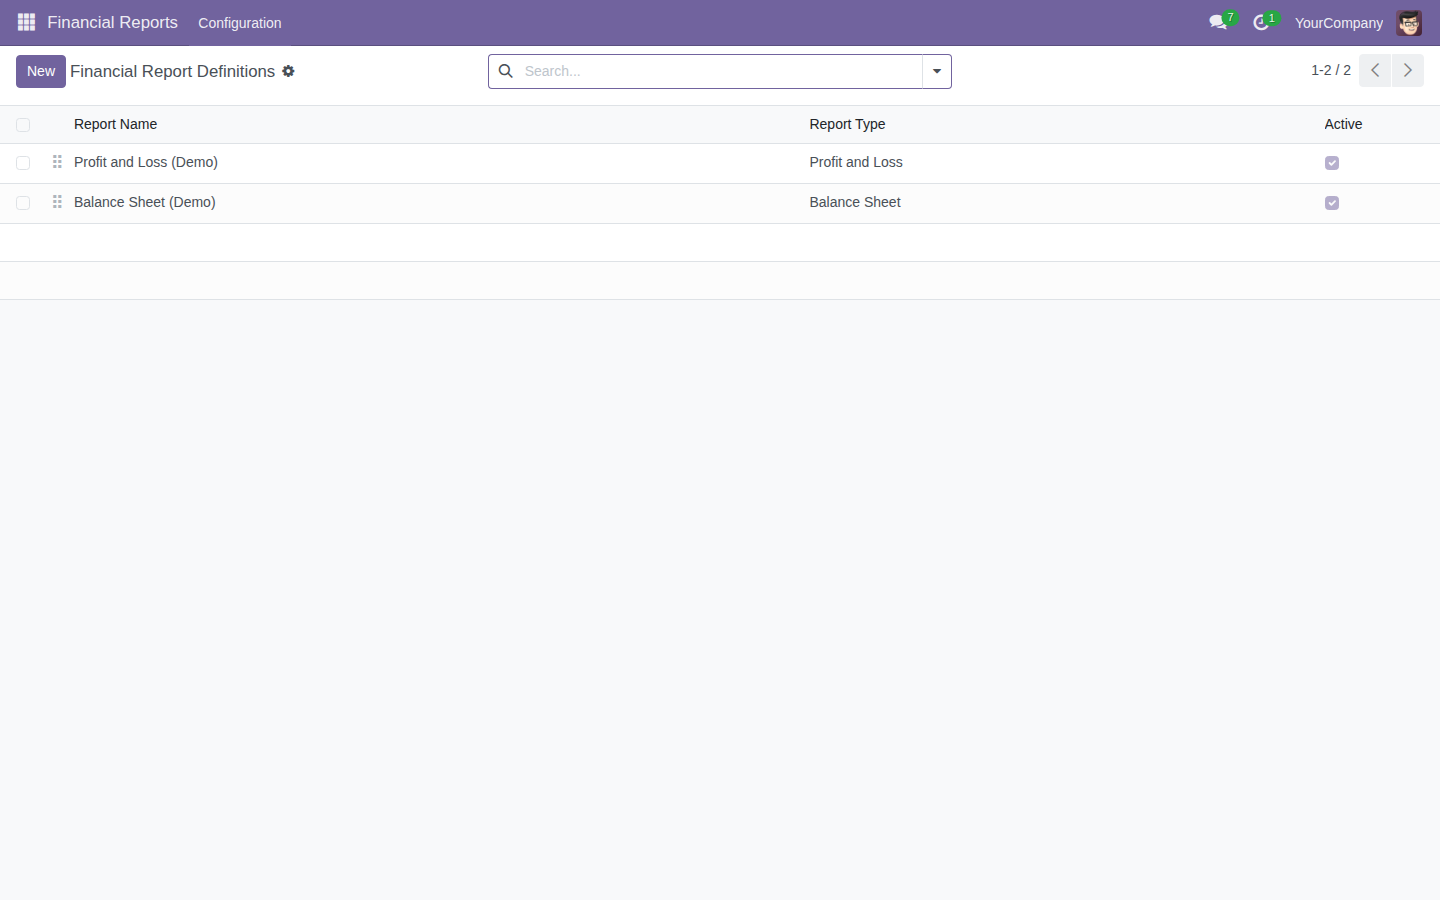 Financial Reports Configuration 7 1 YourCompany
New Financial Report Definitions Search... 1-2 / 2
Report Name Report Type Active
Profit and Loss (Demo) Profit and Loss
Balance Sheet (Demo) Balance Sheet